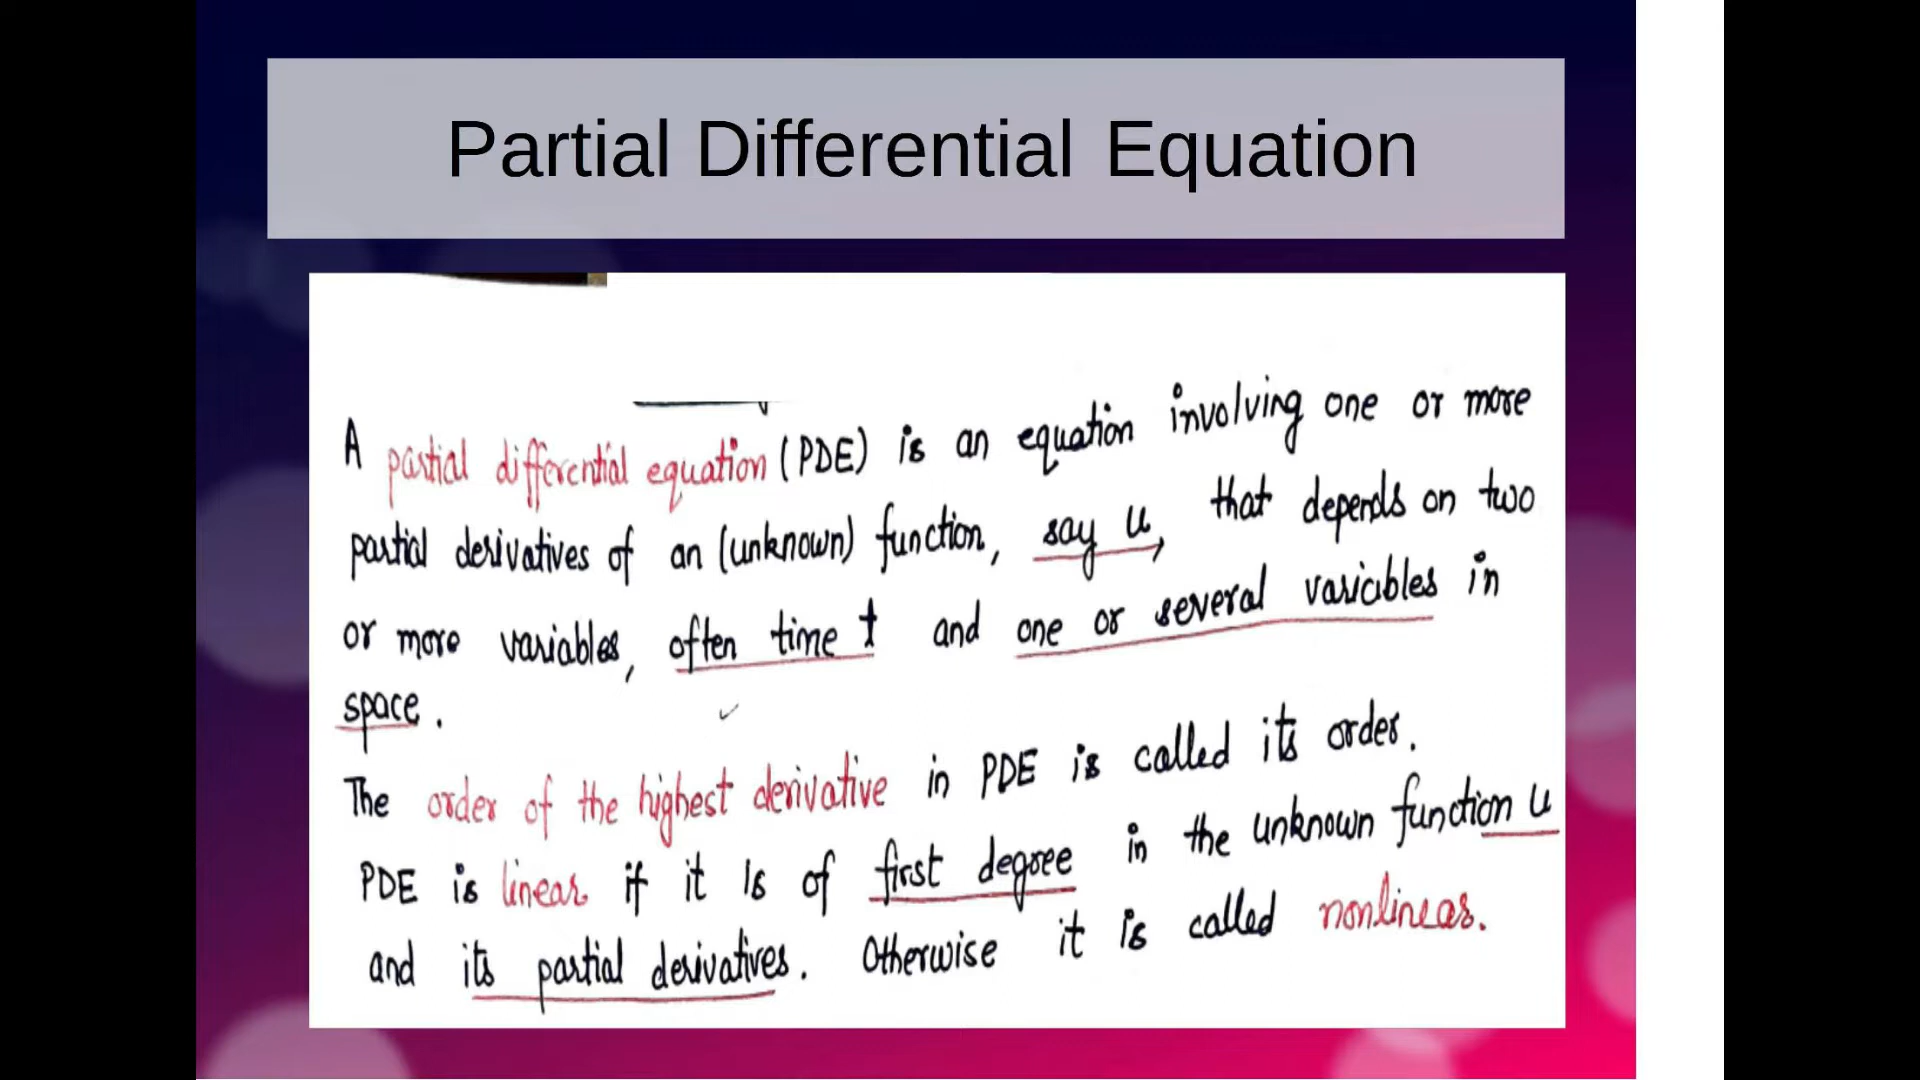 Partial Differential Equation
A partial differential equation (PDE) is an equation involving one or more
partial derivatives of an (unknown) function, say u, that depends on two
or more variables, often time t and one or several variables in
space.
The order of the highest derivative in PDE is called its order.
PDE is linear if it is of first degree in the unknown function u
and its partial derivatives. Otherwise it is called nonlinear.